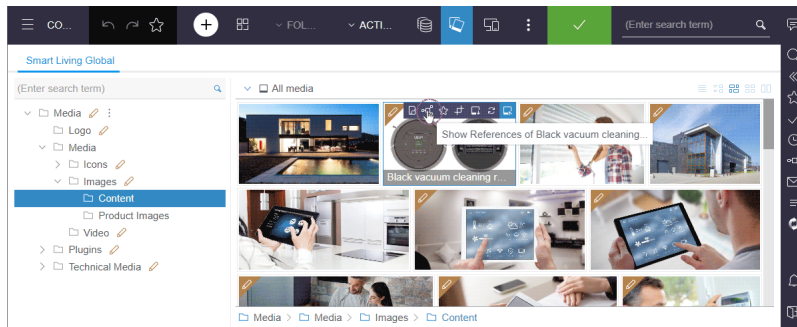 CO...
FOL...
ACTI...
(Enter search term)
Smart Living Global
(Enter search term)
All media
Media
Logo
Media
Icons
Images
Content
Product Images
Video
Plugins
Technical Media
Show References of Black vacuum cleaning...
Black vacuum cleaning r...
Media > Media > Images > Content